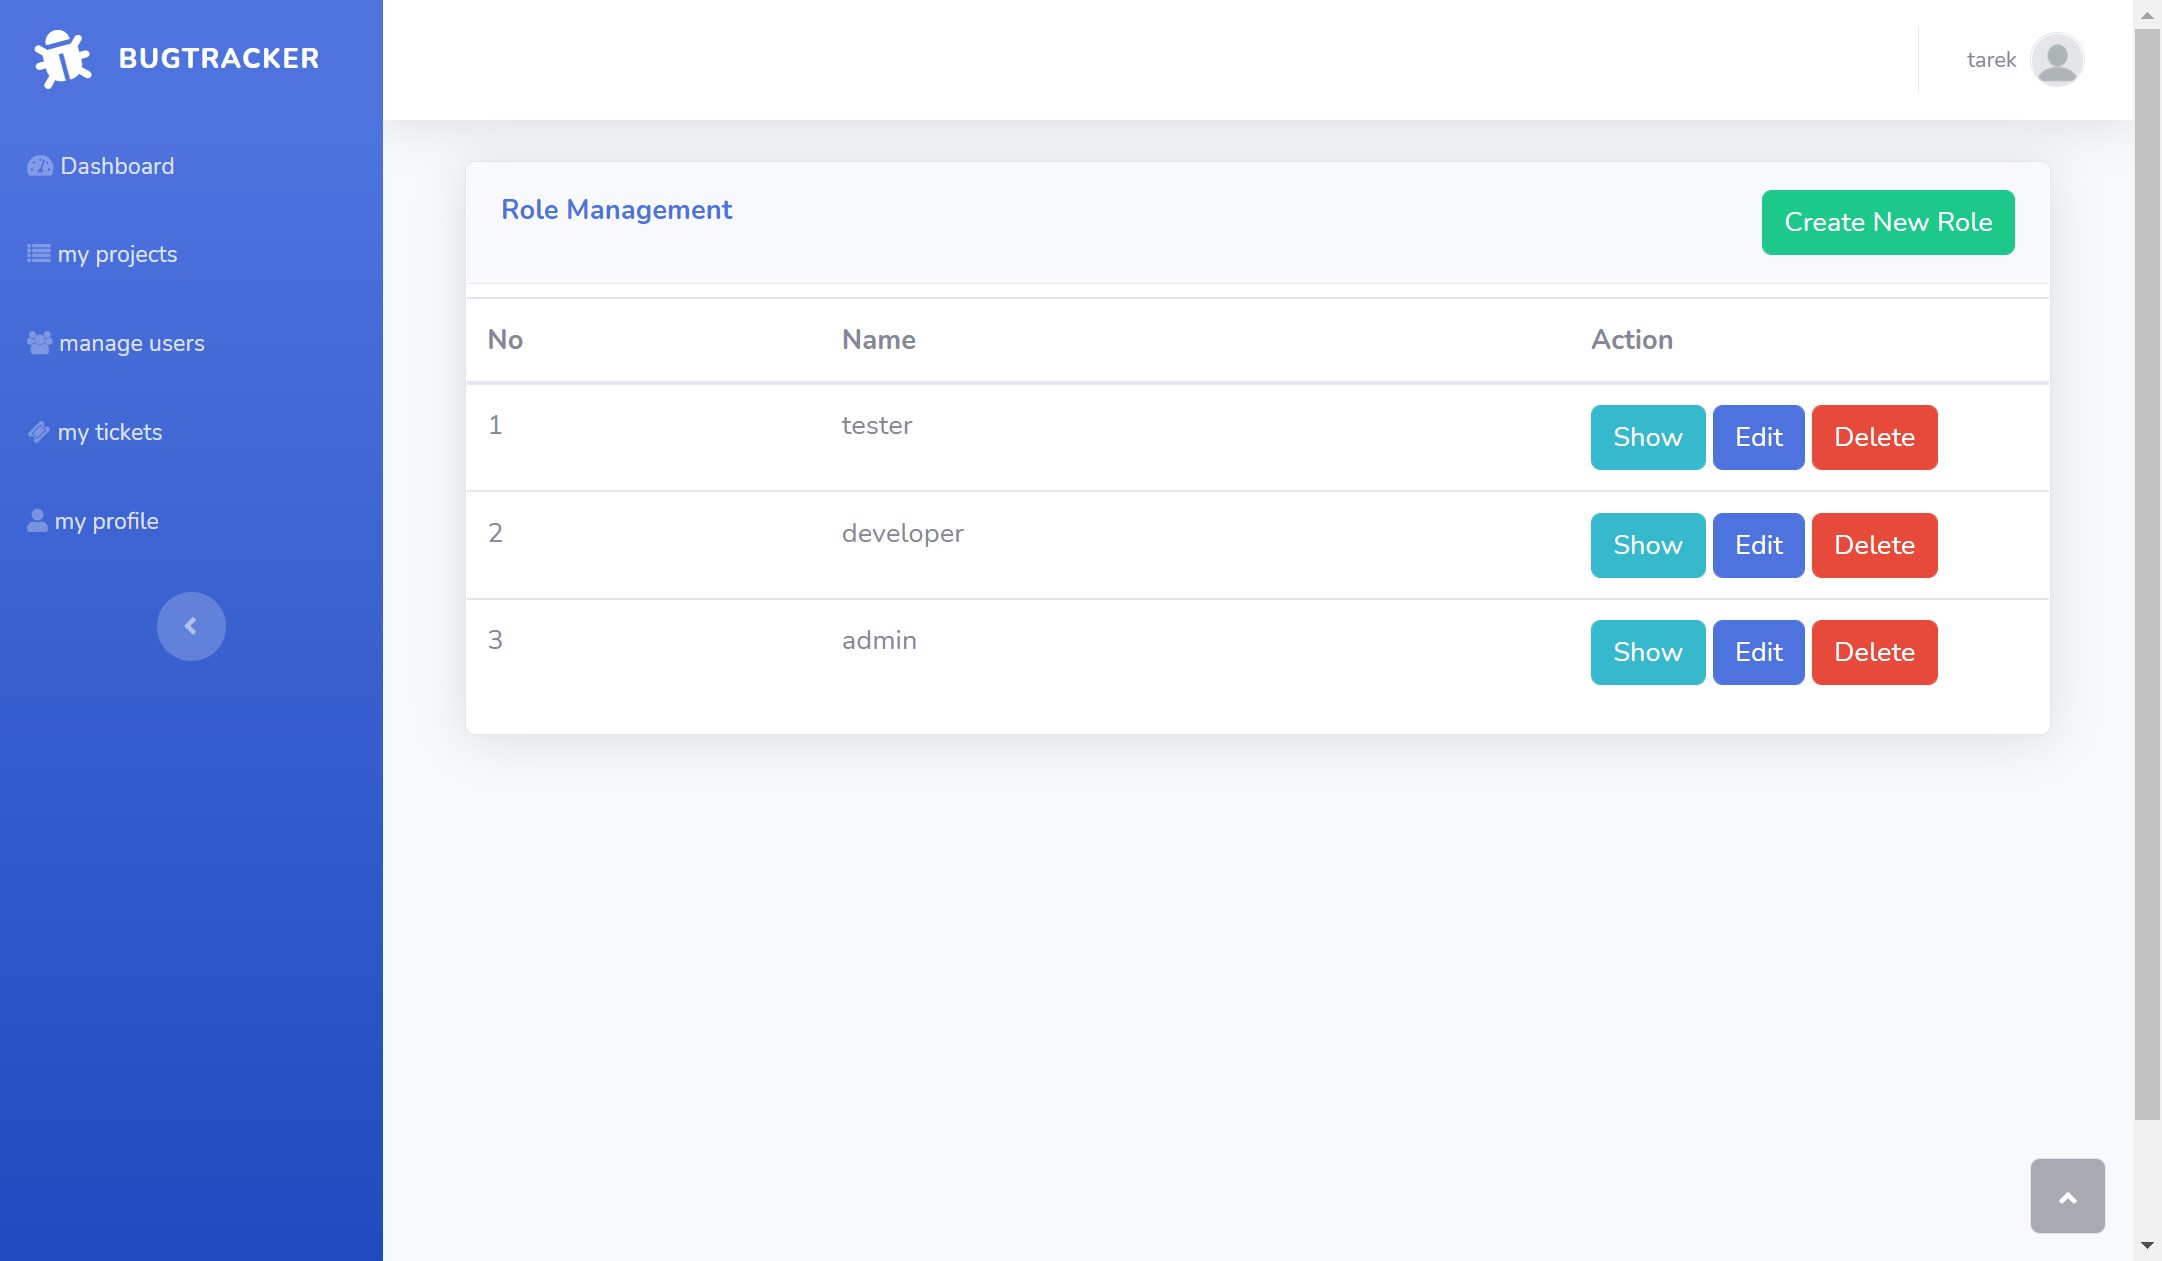 BUGTRACKER
tarek
Dashboard
my projects
manage users
my tickets
my profile
Role Management
Create New Role
No Name Action
1 tester Show Edit Delete
2 developer Show Edit Delete
3 admin Show Edit Delete